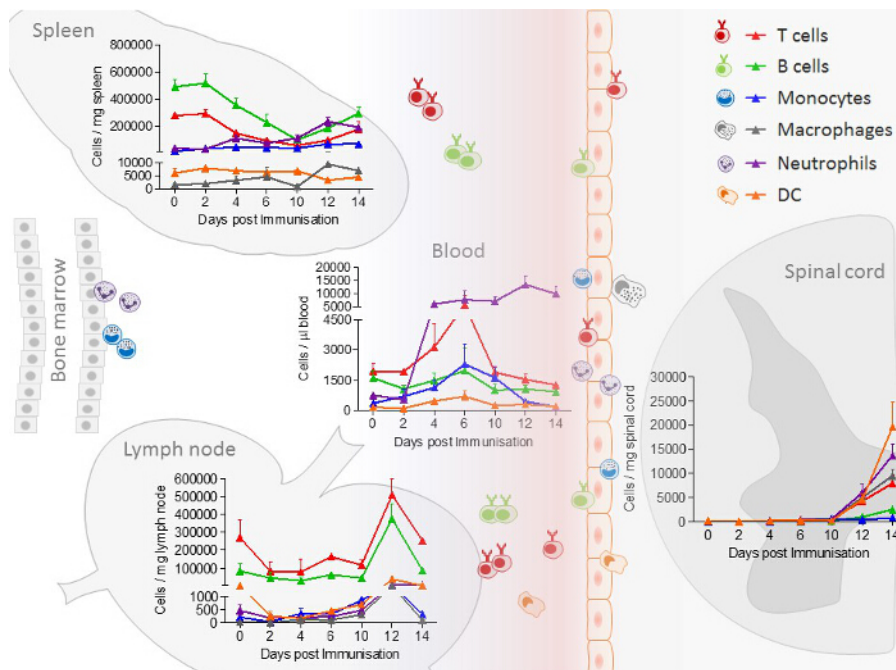 Spleen
Cells / mg spleen
800000
600000
400000
200000
10000
5000
0
0 2 4 6 8 10 12 14
Days post Immunisation
T cells
B cells
Monocytes
Macrophages
Neutrophils
DC
Bone marrow
Blood
Cells / µl blood
20000
15000
10000
5000
4500
3000
1500
0
0 2 4 6 10 12 14
Days post Immunisation
Spinal cord
Cells / mg spinal cord
30000
25000
20000
15000
10000
5000
0
0 2 4 6 10 12 14
Days post Immunisation
Lymph node
Cells / mg lymph node
600000
500000
400000
300000
200000
100000
1000
500
0
0 2 4 6 10 12 14
Days post Immunisation